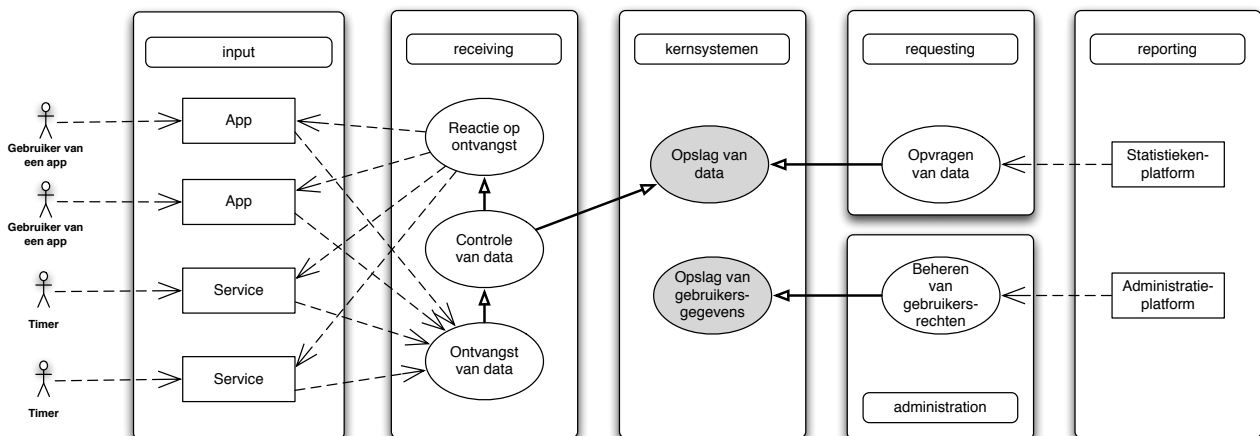 input
receiving
kernsystemen
requesting
reporting
Gebruiker van
een app
App
Reactie op
ontvangst
Opslag van
data
Opvragen
van data
Statistieken-
platform
Gebruiker van
een app
App
Controle
van data
Timer
Service
Opslag van
gebruikers-
gegevens
Beheren
van
gebruikers-
rechten
Administratie-
platform
Timer
Service
Ontvangst
van data
administration